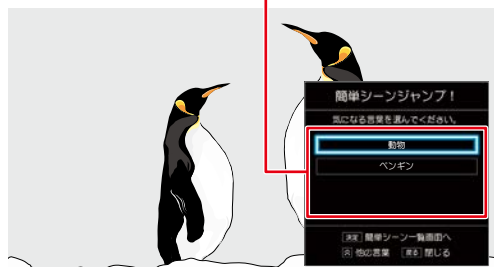 簡単シーンジャンプ！
気になる言葉を選んでください。
動物
ペンギン
決定 簡単シーン一覧画面へ
他の言葉 戻る 閉じる